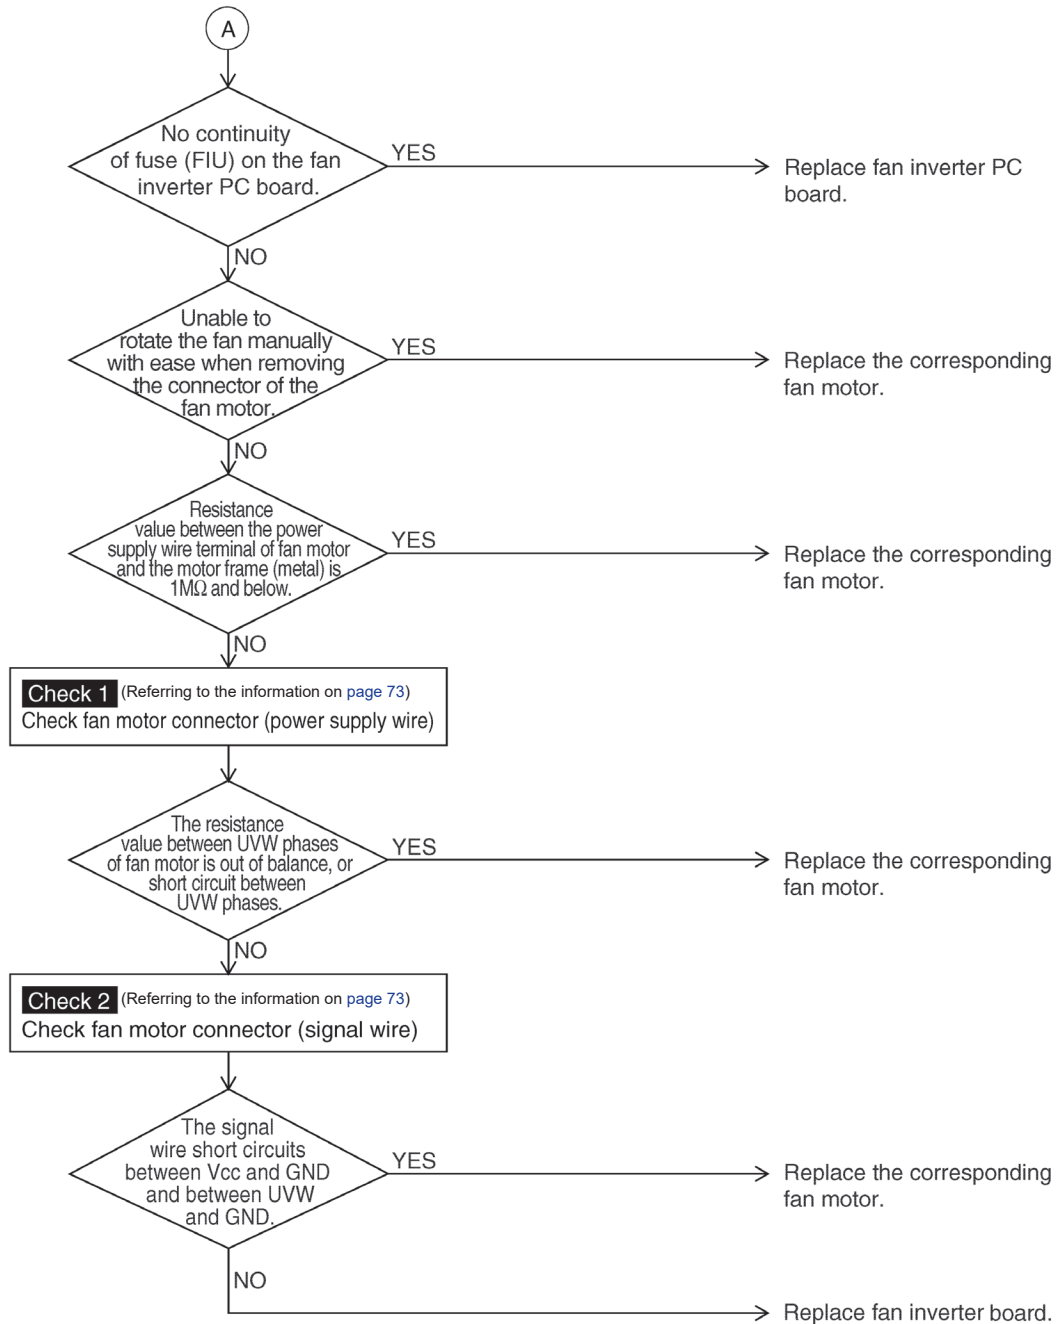 A
No continuity
of fuse (FIU) on the fan
inverter PC board.
YES
Replace fan inverter PC
board.
NO
Unable to
rotate the fan manually
with ease when removing
the connector of the
fan motor.
YES
Replace the corresponding
fan motor.
NO
Resistance
value between the power
supply wire terminal of fan motor
and the motor frame (metal) is
1MΩ and below.
YES
Replace the corresponding
fan motor.
NO
Check 1 (Referring to the information on page 73)
Check fan motor connector (power supply wire)
The resistance
value between UVW phases
of fan motor is out of balance, or
short circuit between
UVW phases.
YES
Replace the corresponding
fan motor.
NO
Check 2 (Referring to the information on page 73)
Check fan motor connector (signal wire)
The signal
wire short circuits
between Vcc and GND
and between UVW
and GND.
YES
Replace the corresponding
fan motor.
NO
Replace fan inverter board.